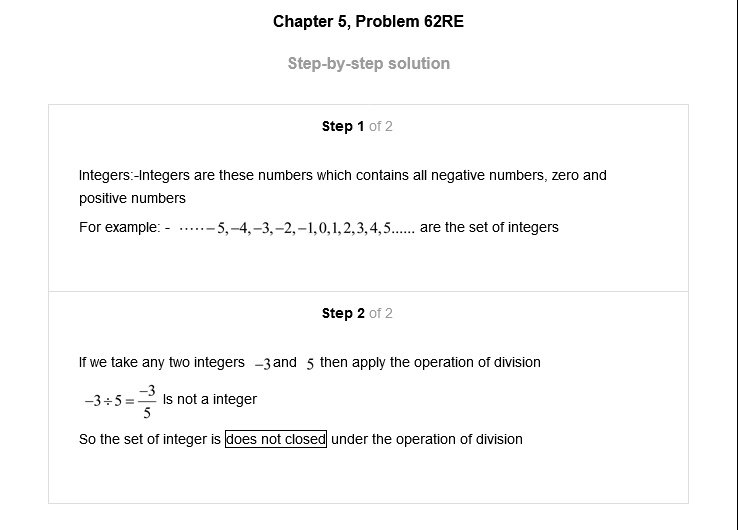 Chapter 5, Problem 62RE
Step-by-step solution
Step 1 of 2
Integers:-Integers are these numbers which contains all negative numbers, zero and
positive numbers
For example: - ······−5,−4,−3,−2,−1,0,1,2,3,4,5...... are the set of integers
Step 2 of 2
If we take any two integers −3 and 5 then apply the operation of division
−3÷5=−3/5 Is not a integer
So the set of integer is does not closed under the operation of division